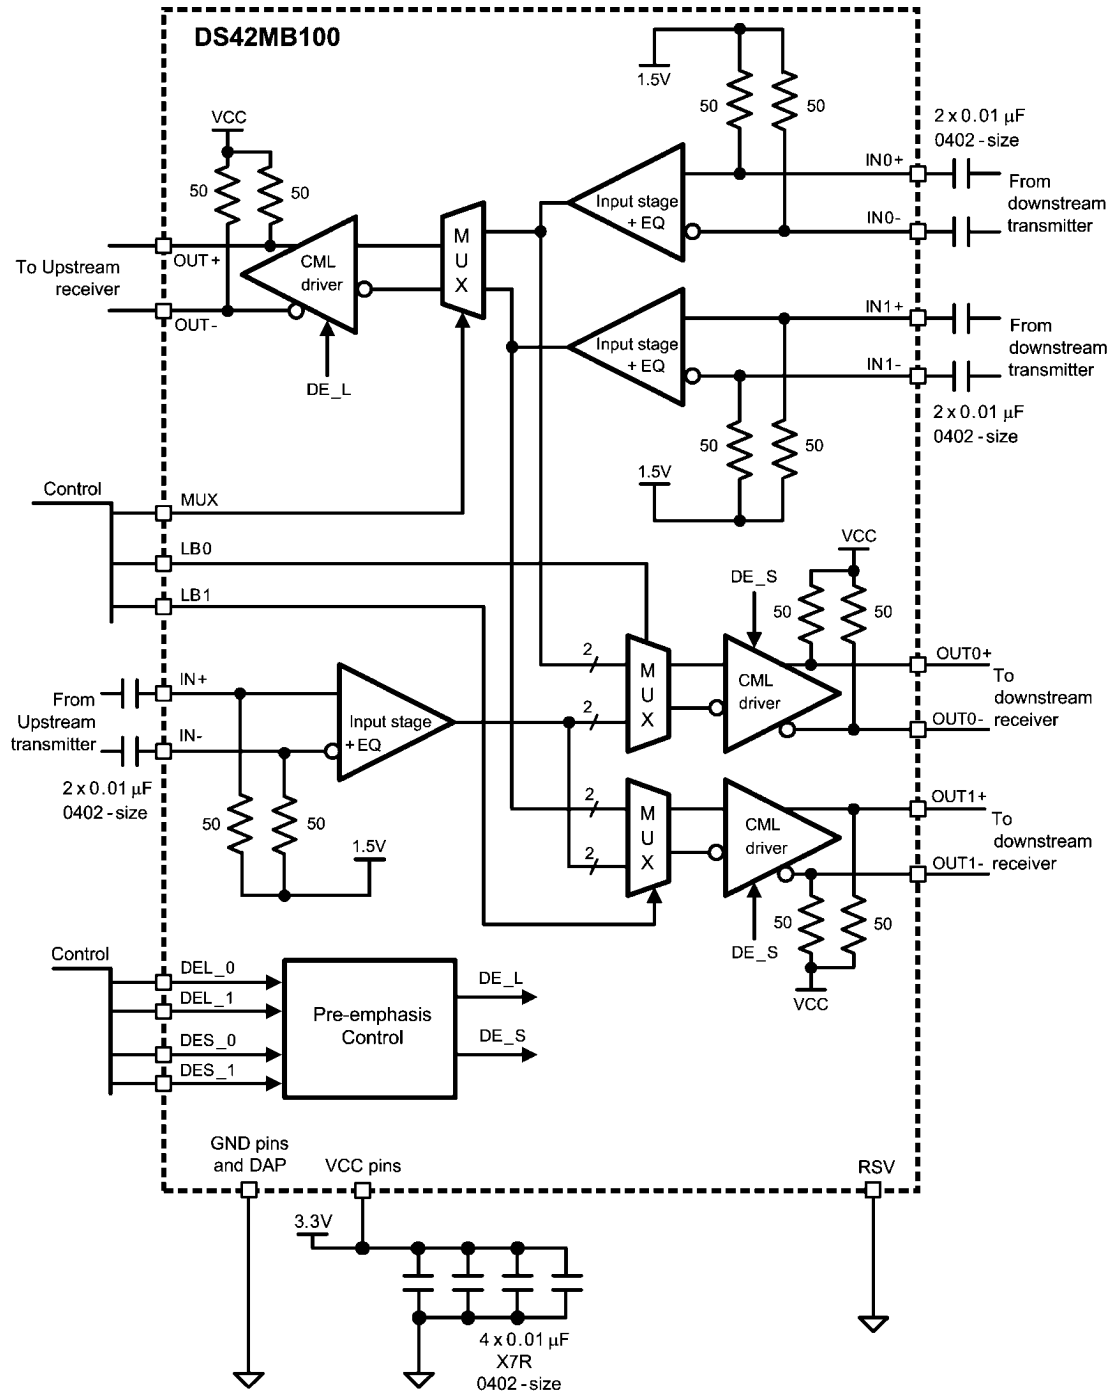 DS42MB100
1.5V
50
50
2 x 0.01 µF
0402 - size
VCC
50
50
IN0+
Input stage
+ EQ
IN0-
From
downstream
transmitter
MUX
CML
driver
OUT +
To Upstream
receiver
OUT -
DE_L
IN1+
Input stage
+ EQ
IN1-
From
downstream
transmitter
2 x 0.01 µF
0402 - size
50
50
1.5V
Control
MUX
LB0
LB1
VCC
DE_S
50
50
2
MUX
CML
driver
OUT0+
To
downstream
receiver
OUT0-
2
From
Upstream
transmitter
IN+
IN-
Input stage
+ EQ
2 x 0.01 µF
0402 - size
50
50
1.5V
2
MUX
CML
driver
OUT1+
To
downstream
receiver
OUT1-
2
DE_S
50
50
VCC
Control
DEL_0
DEL_1
DES_0
DES_1
Pre-emphasis
Control
DE_L
DE_S
GND pins
and DAP
VCC pins
RSV
3.3V
4 x 0.01 µF
X7R
0402 - size